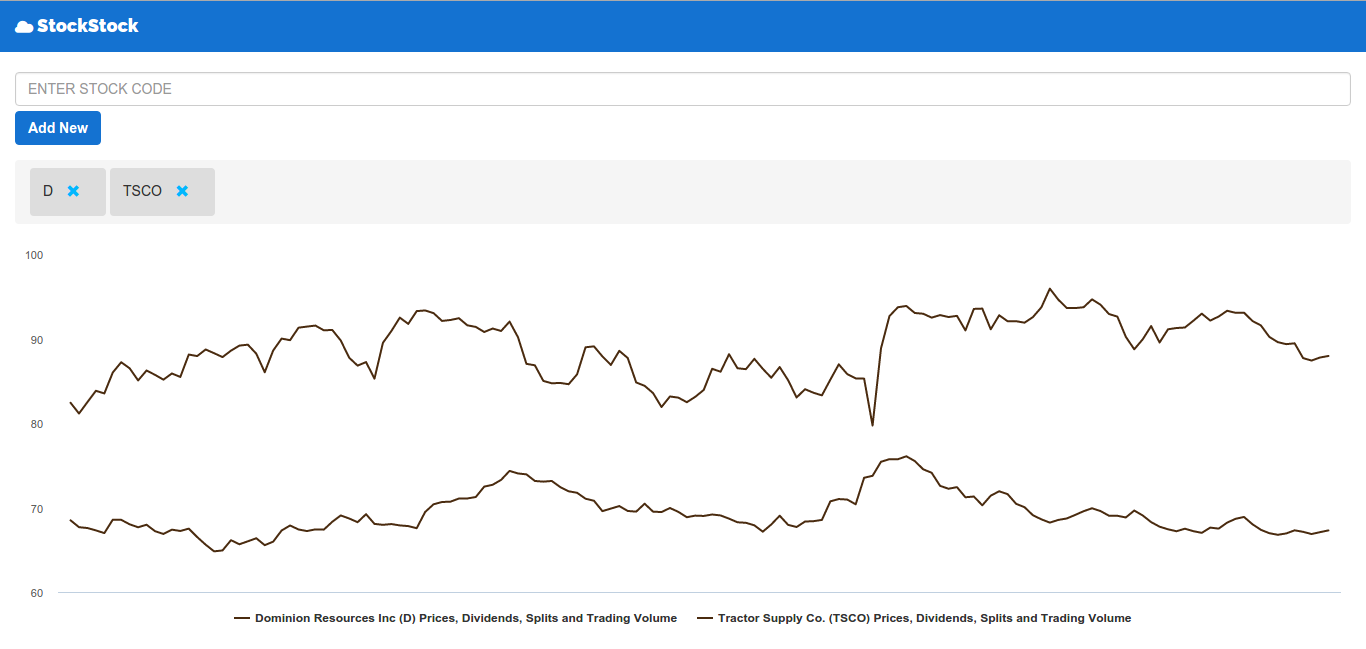 StockStock
ENTER STOCK CODE
Add New
D TSCO
100
90
80
70
60
Dominion Resources Inc (D) Prices, Dividends, Splits and Trading Volume Tractor Supply Co. (TSCO) Prices, Dividends, Splits and Trading Volume